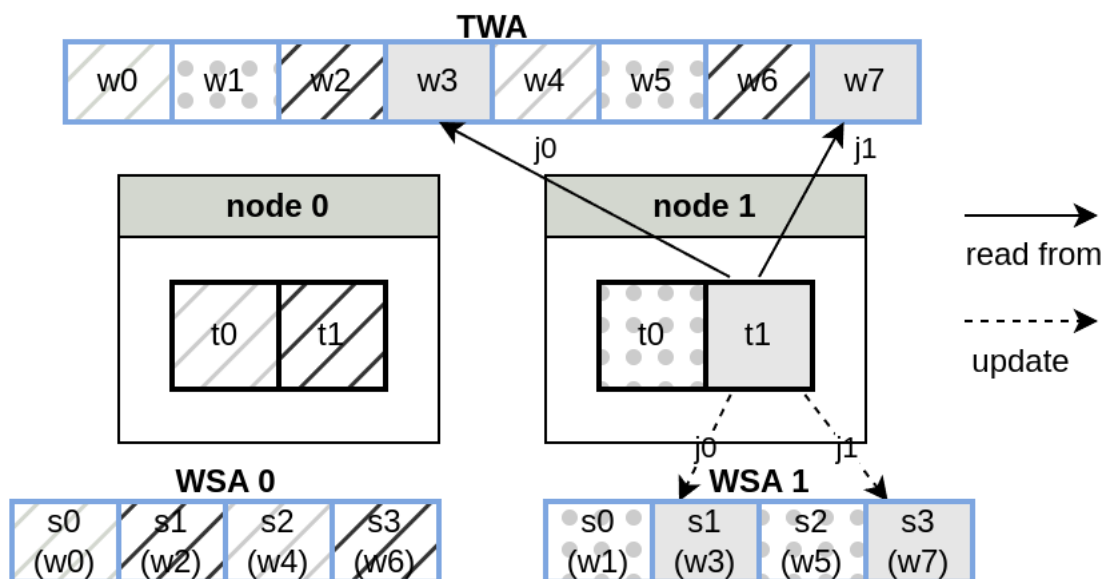 TWA
w0 w1 w2 w3 w4 w5 w6 w7
j0 j1
node 0 node 1
read from
t0 t1 t0 t1
update
j0 j1
WSA 0 WSA 1
s0 s1 s2 s3 s0 s1 s2 s3
(w0) (w2) (w4) (w6) (w1) (w3) (w5) (w7)